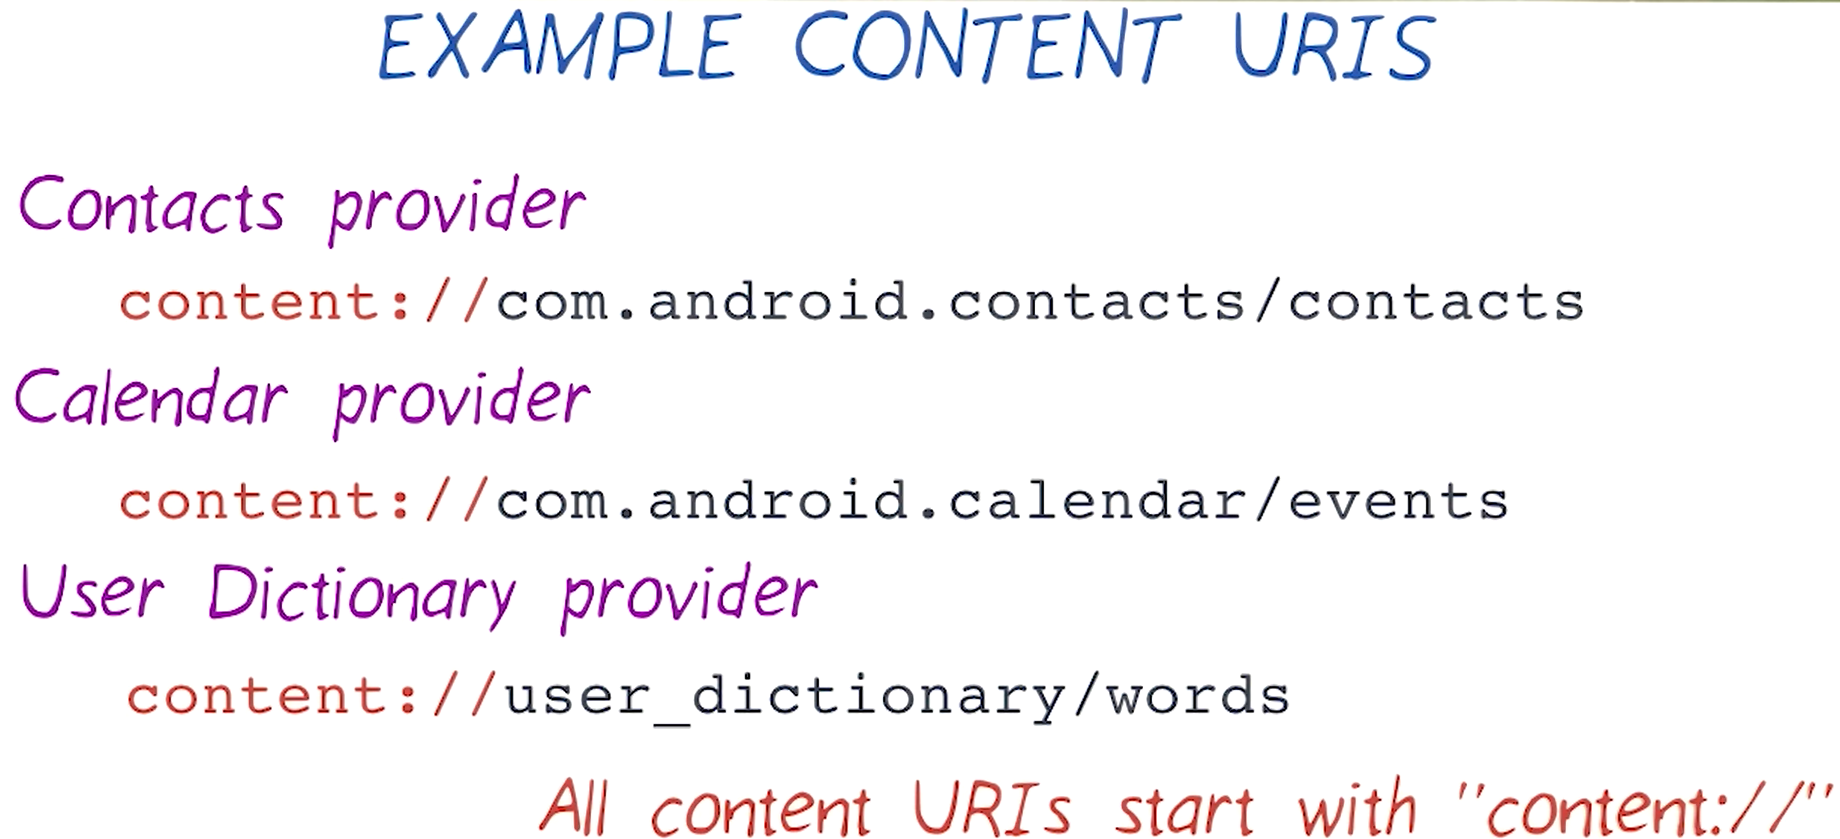 EXAMPLE CONTENT URIS
Contacts provider
content://com.android.contacts/contacts
Calendar provider
content://com.android.calendar/events
User Dictionary provider
content://user_dictionary/words
All content URIs start with "content://"